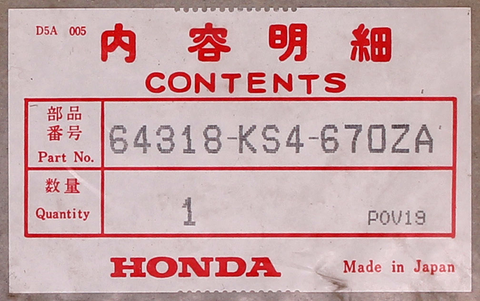 D5A 005
内容明細
CONTENTS
部品
番号
Part No.
64318-KS4-670ZA
数量
Quantity
1
POV19
HONDA
Made in Japan